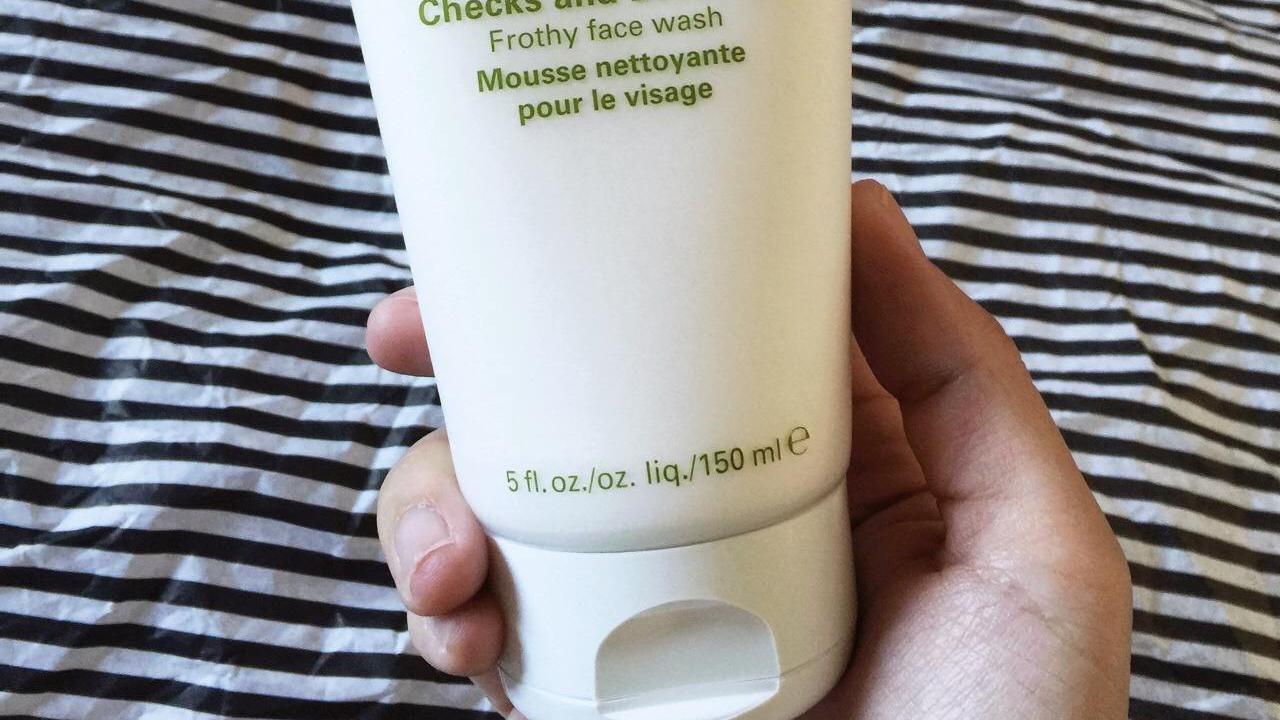 Checks and
Frothy face wash
Mousse nettoyante
pour le visage
5 fl. oz./oz. liq./150 ml ℮